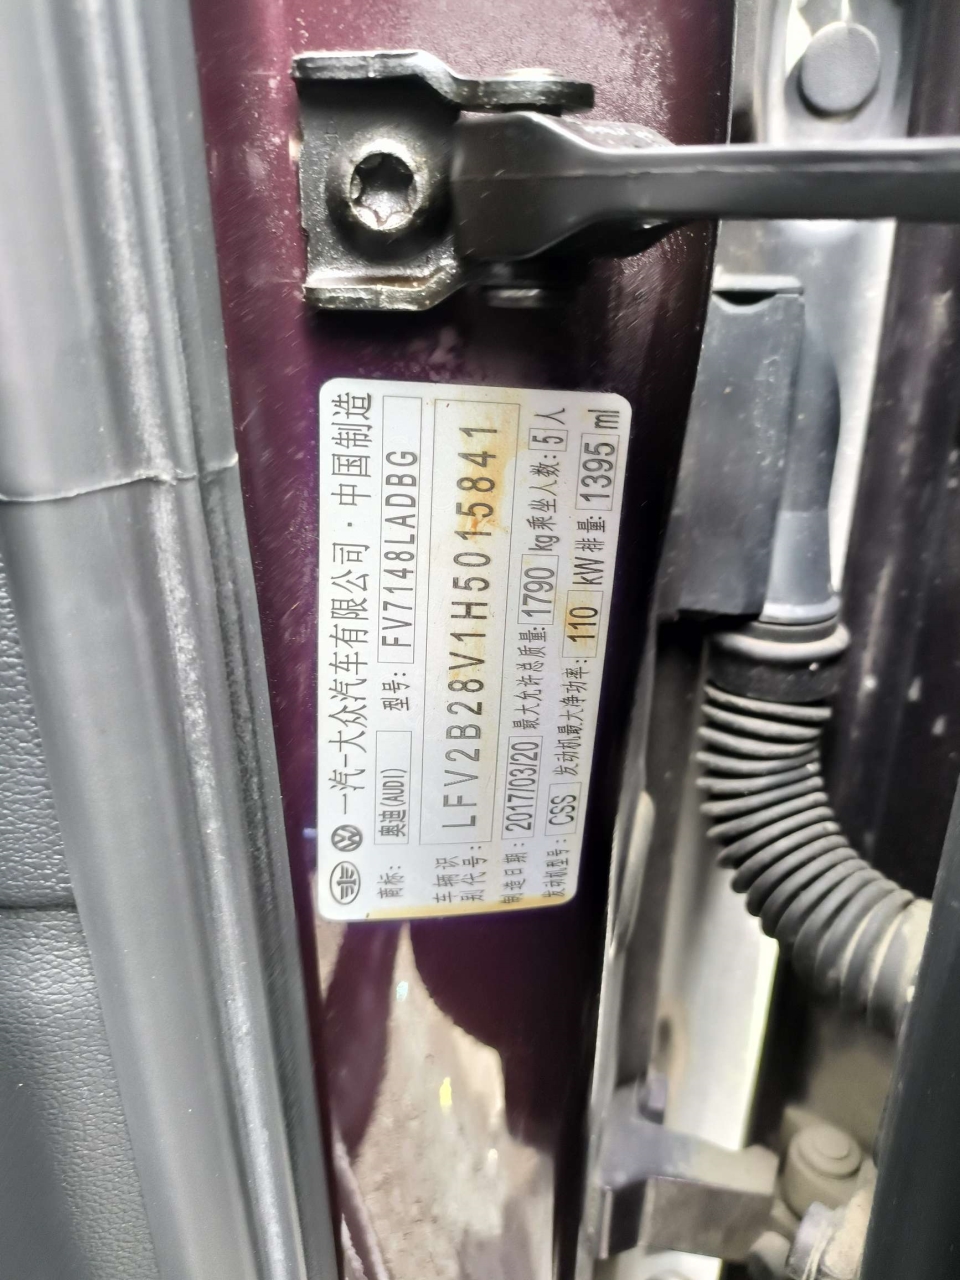 一汽-大众汽车有限公司·中国制造
商标: 奥迪(AUDI) 型号: FV7148LADBG
车辆识别代号: LFV2B28V1H5015841
制造日期: 2017/03/20 最大允许总质量: 1790 kg 乘坐人数: 5 人
发动机型号: CSS 发动机最大净功率: 110 kW 排量: 1395 ml